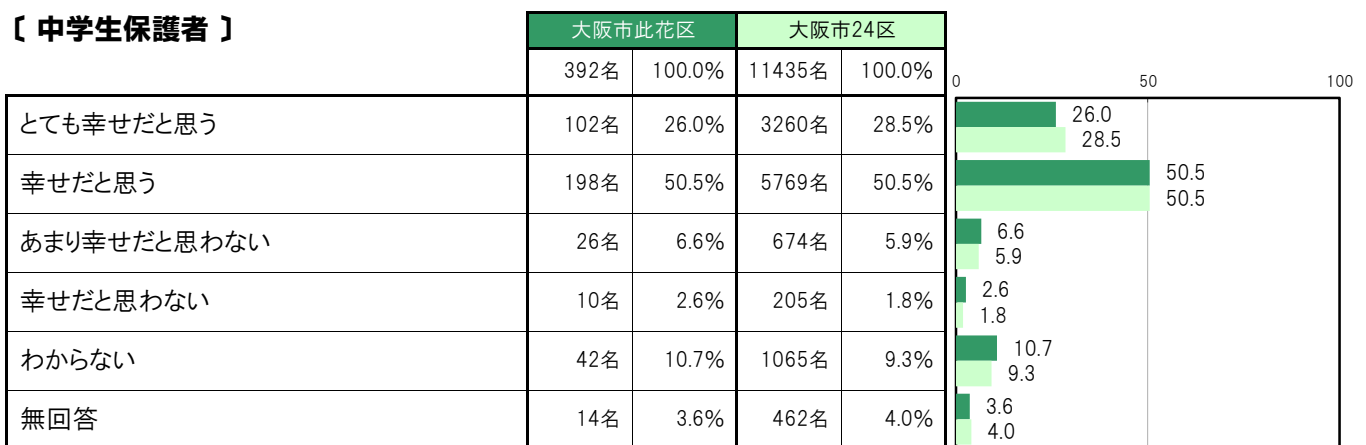 〔 中学生保護者 〕
大阪市此花区 大阪市24区
392名 100.0% 11435名 100.0%
0 50 100
とても幸せだと思う 102名 26.0% 3260名 28.5%
26.0
28.5
幸せだと思う 198名 50.5% 5769名 50.5%
50.5
50.5
あまり幸せだと思わない 26名 6.6% 674名 5.9%
6.6
5.9
幸せだと思わない 10名 2.6% 205名 1.8%
2.6
1.8
わからない 42名 10.7% 1065名 9.3%
10.7
9.3
無回答 14名 3.6% 462名 4.0%
3.6
4.0